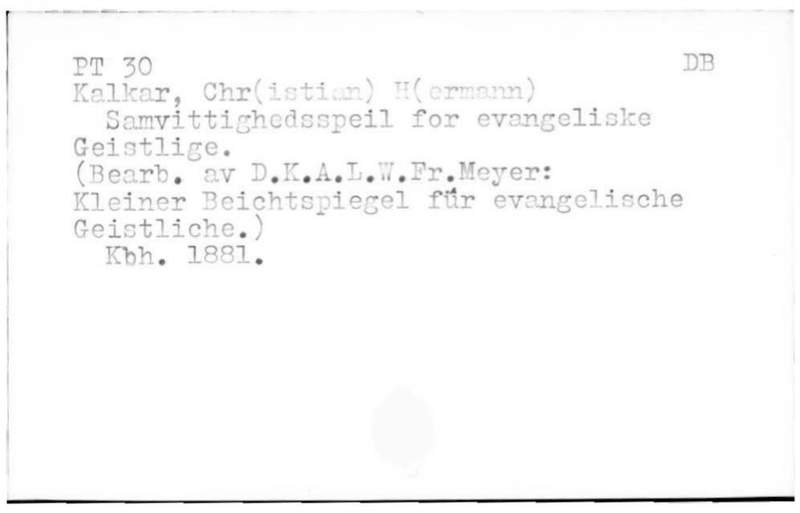 PT 30 DB
Kalkar, Chr(istian) H(ermann)
Samvittighedsspeil for evangeliske
Geistlige.
(Bearb. av D.K.A.L.W.Fr.Meyer:
Kleiner Beichtspiegel für evangelische
Geistliche.)
Kbh. 1881.